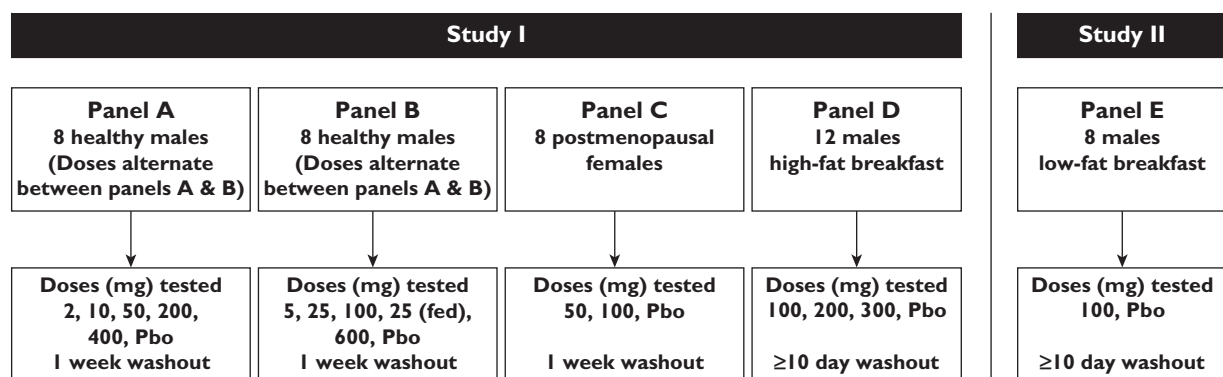 Study I
Study II
Panel A
8 healthy males
(Doses alternate
between panels A & B)
Panel B
8 healthy males
(Doses alternate
between panels A & B)
Panel C
8 postmenopausal
females
Panel D
12 males
high-fat breakfast
Panel E
8 males
low-fat breakfast
Doses (mg) tested
2, 10, 50, 200,
400, Pbo
1 week washout
Doses (mg) tested
5, 25, 100, 25 (fed),
600, Pbo
1 week washout
Doses (mg) tested
50, 100, Pbo
1 week washout
Doses (mg) tested
100, 200, 300, Pbo
≥10 day washout
Doses (mg) tested
100, Pbo
≥10 day washout